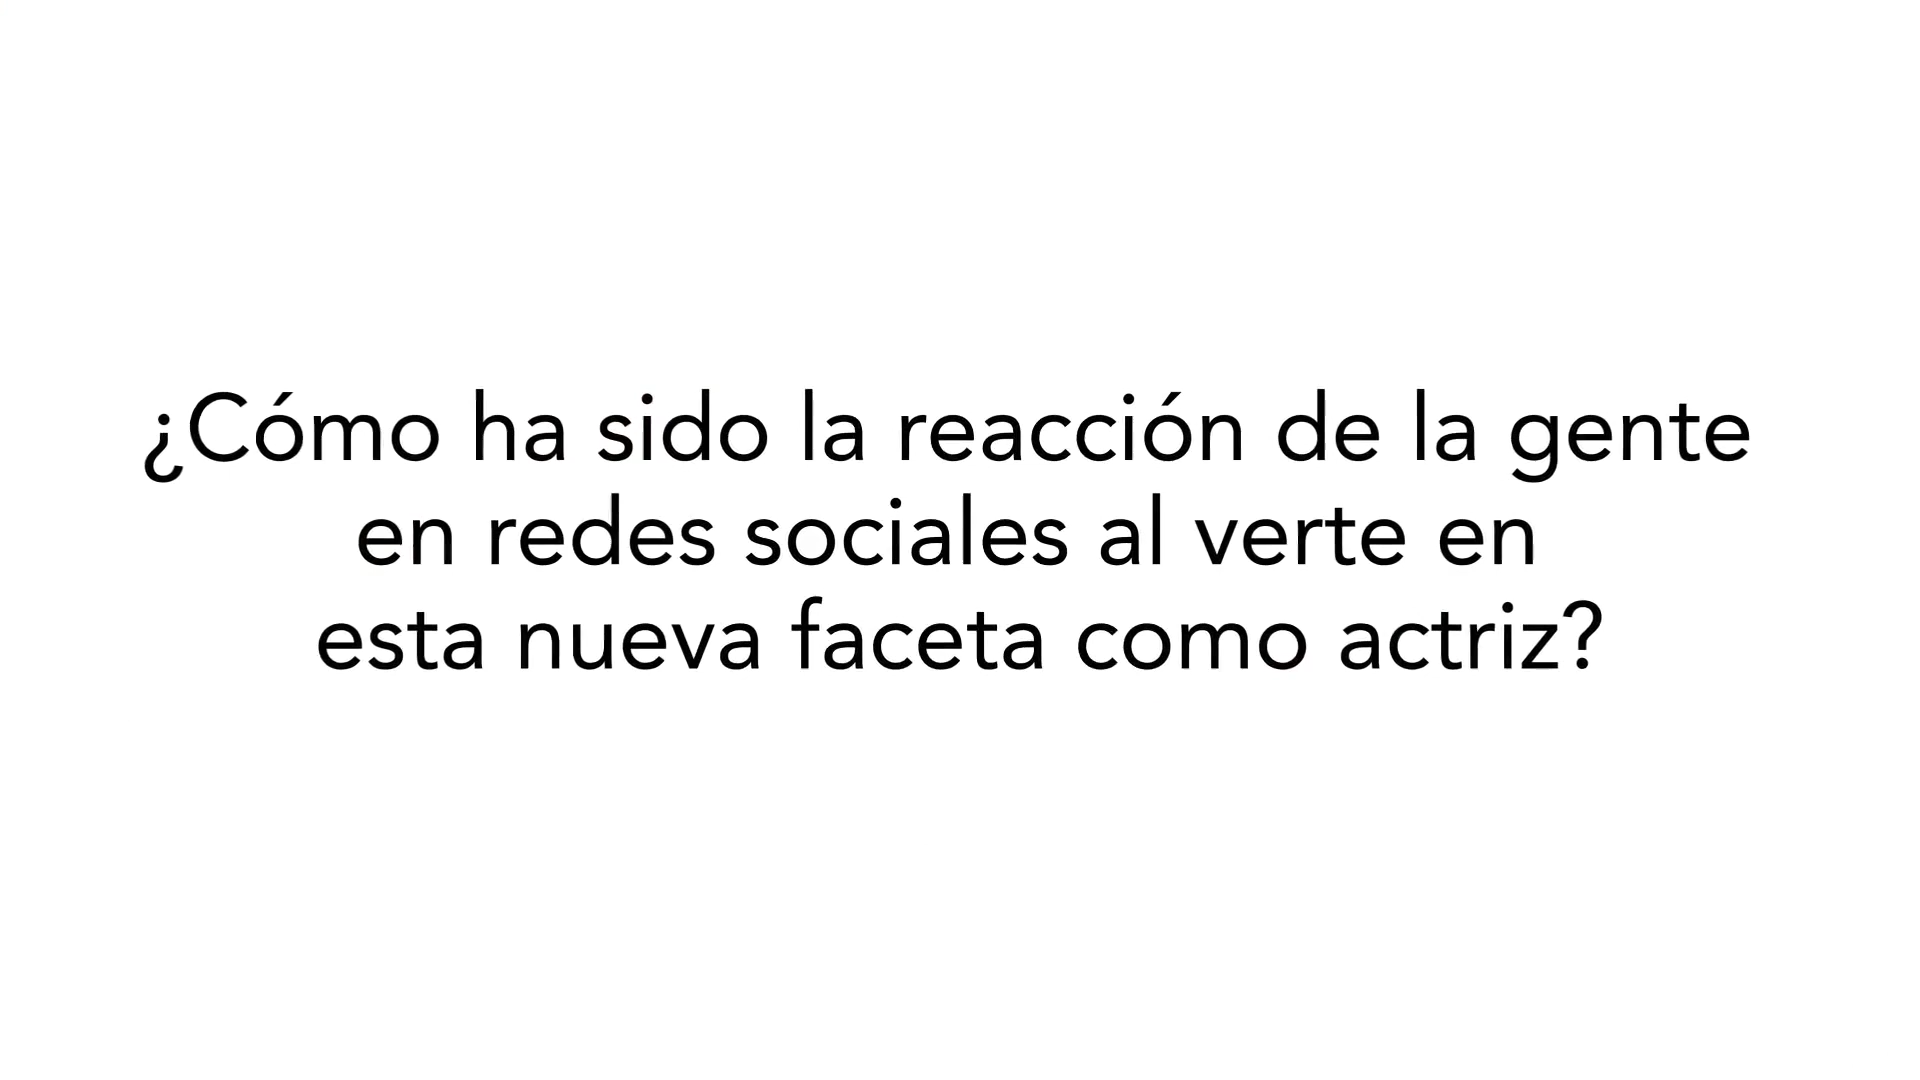 ¿Cómo ha sido la reacción de la gente
en redes sociales al verte en
esta nueva faceta como actriz?